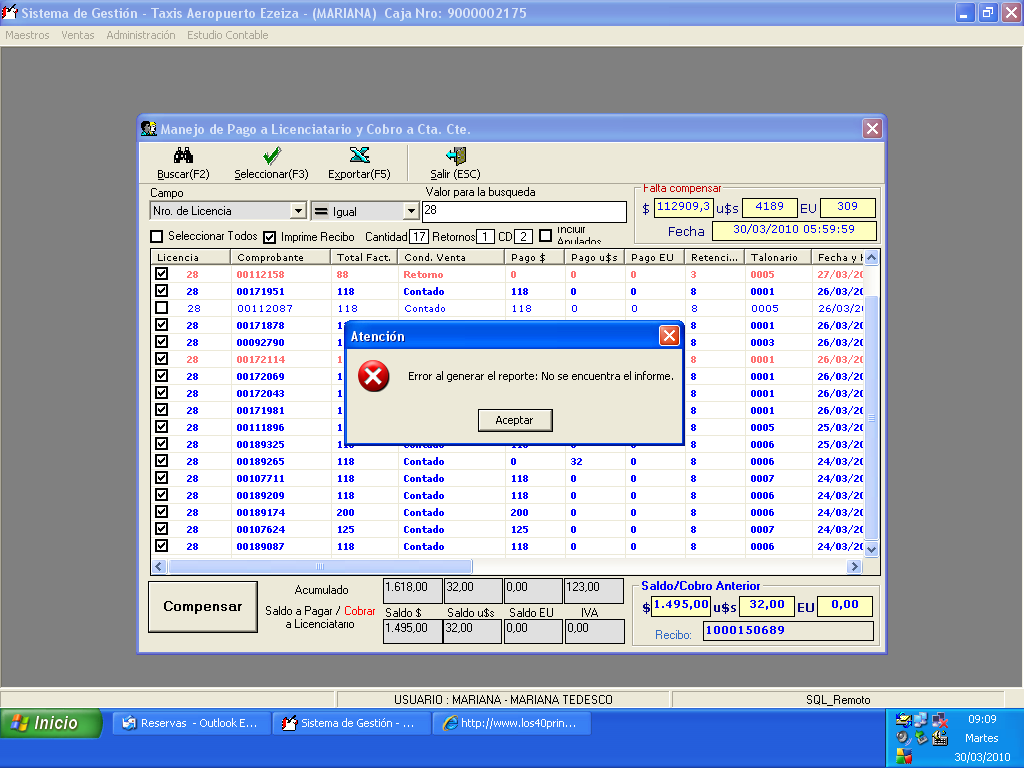 Sistema de Gestión - Taxis Aeropuerto Ezeiza - (MARIANA) Caja Nro: 9000002175
Maestros Ventas Administración Estudio Contable
Manejo de Pago a Licenciatario y Cobro a Cta. Cte.
Buscar(F2) Seleccionar(F3) Exportar(F5) Salir (ESC)
Campo Valor para la busqueda
Nro. de Licencia Igual 28
Falta compensar
$ 112909,3 u$s 4189 EU 309
Fecha 30/03/2010 05:59:59
Seleccionar Todos Imprime Recibo Cantidad 17 Retornos 1 CD 2 Incluir Anulados
Licencia Comprobante Total Fact. Cond. Venta Pago $ Pago u$s Pago EU Retenci... Talonario Fecha y H
28 00112158 88 Retorno 0 0 0 3 0005 27/03/20
28 00171951 118 Contado 118 0 0 8 0001 26/03/20
28 00112087 118 Contado 118 0 0 8 0005 26/03/20
28 00171878 1 8 0001 26/03/20
28 00092790 1 8 0003 26/03/20
28 00172114 1 8 0001 26/03/20
28 00172069 1 8 0001 26/03/20
28 00172043 1 8 0001 26/03/20
28 00171981 1 8 0001 26/03/20
28 00111896 1 8 0005 25/03/20
28 00189325 118 Contado 118 0 0 8 0006 25/03/20
28 00189265 118 Contado 0 32 0 8 0006 24/03/20
28 00107711 118 Contado 118 0 0 8 0007 24/03/20
28 00189209 118 Contado 118 0 0 8 0006 24/03/20
28 00189174 200 Contado 200 0 0 8 0006 24/03/20
28 00107624 125 Contado 125 0 0 8 0007 24/03/20
28 00189087 118 Contado 118 0 0 8 0006 24/03/20
Atención
Error al generar el reporte: No se encuentra el informe.
Aceptar
Compensar
Acumulado 1.618,00 32,00 0,00 123,00
Saldo a Pagar / Cobrar a Licenciatario
Saldo $ Saldo u$s Saldo EU IVA
1.495,00 32,00 0,00 0,00
Saldo/Cobro Anterior
$ 1.495,00 u$s 32,00 EU 0,00
Recibo: 1000150689
USUARIO : MARIANA - MARIANA TEDESCO SQL_Remoto
Inicio Reservas - Outlook E... Sistema de Gestión - ... http://www.los40prin...
09:09
Martes
30/03/2010